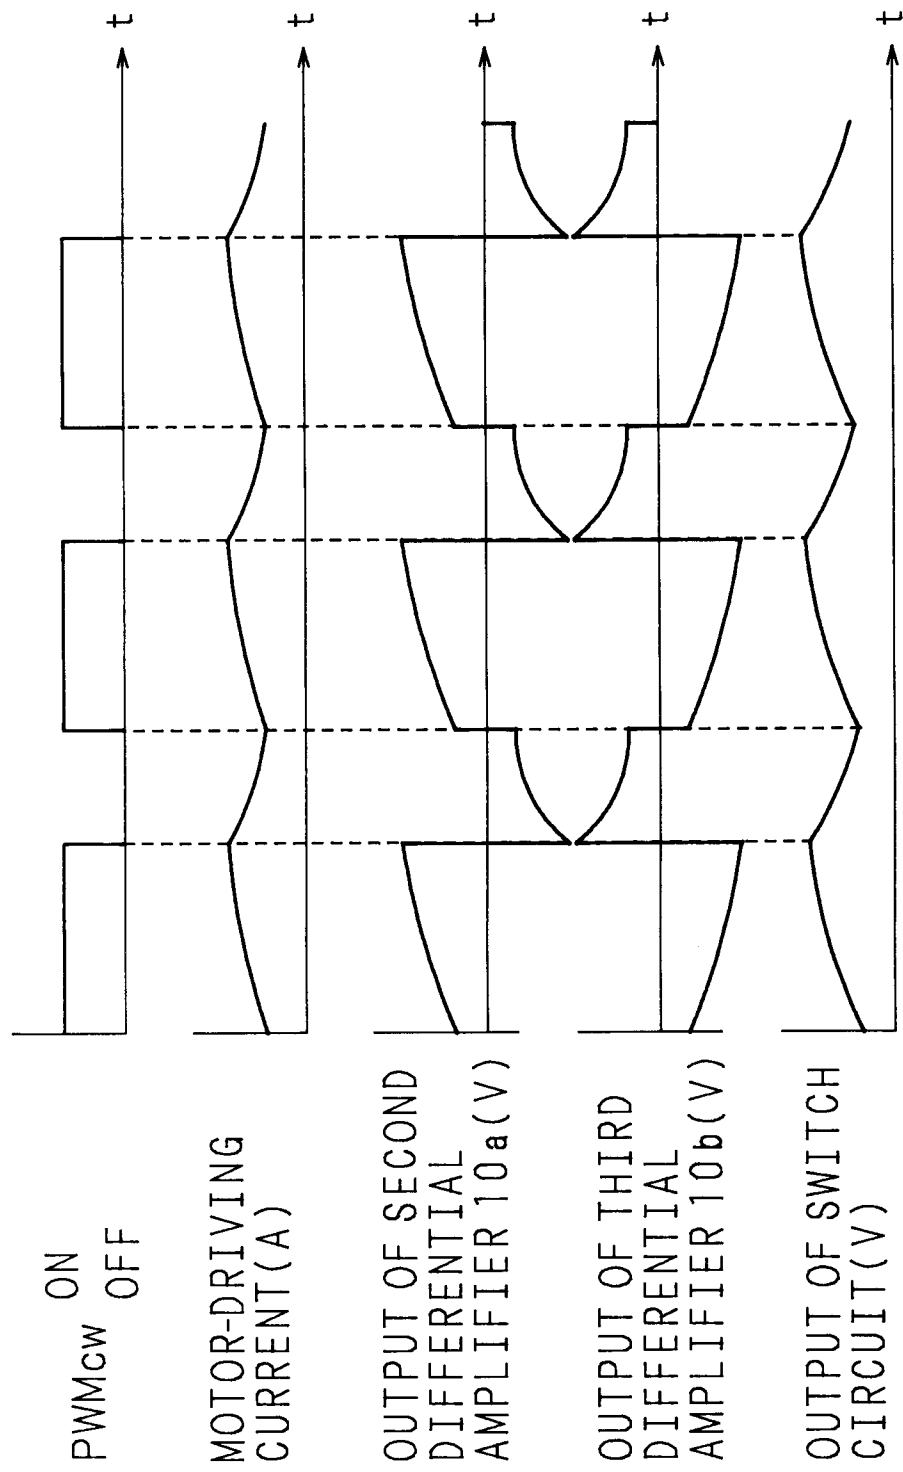 PWMcw ON
OFF
t
MOTOR-DRIVING
CURRENT(A)
t
OUTPUT OF SECOND
DIFFERENTIAL
AMPLIFIER 10a(V)
t
OUTPUT OF THIRD
DIFFERENTIAL
AMPLIFIER 10b(V)
t
OUTPUT OF SWITCH
CIRCUIT(V)
t